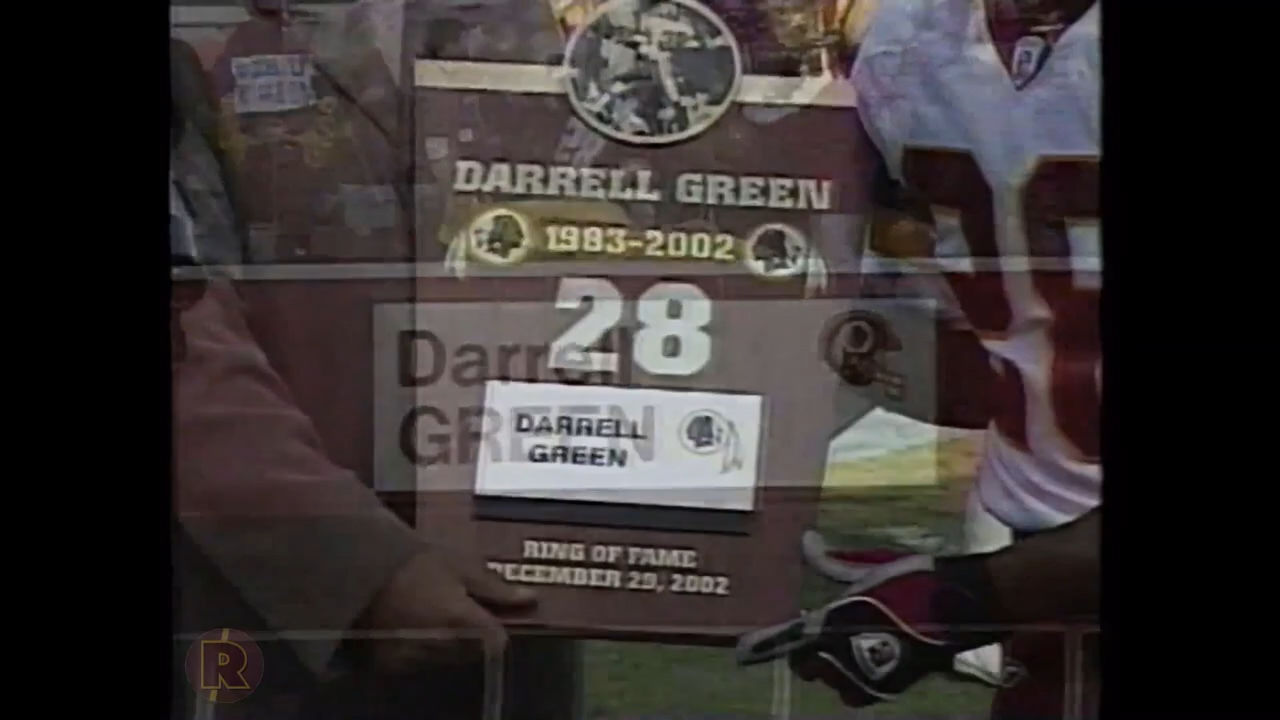 DARRELL GREEN
1983-2002
28
Darrell
GREEN
DARRELL
GREEN
RING OF FAME
DECEMBER 29, 2002
R